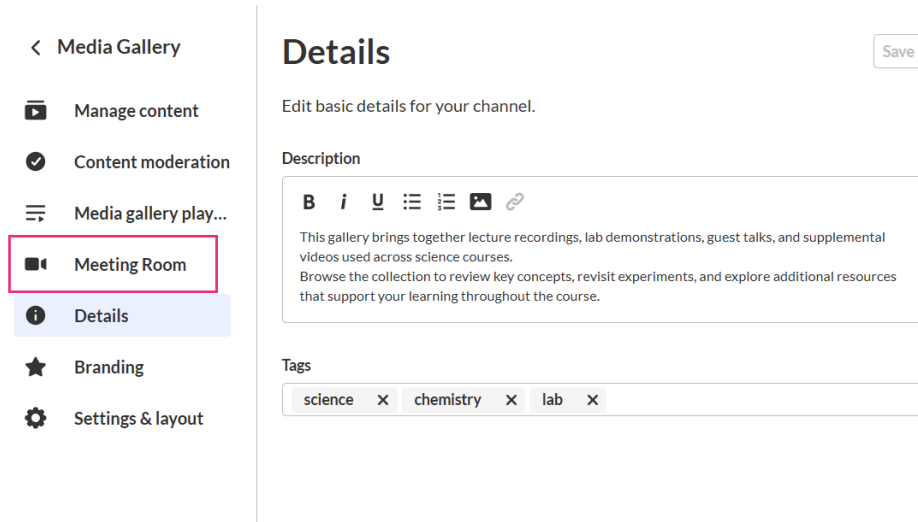 Media Gallery
Manage content
Content moderation
Media gallery play...
Meeting Room
Details
Branding
Settings & layout
Details
Save
Edit basic details for your channel.
Description
B i U
This gallery brings together lecture recordings, lab demonstrations, guest talks, and supplemental
videos used across science courses.
Browse the collection to review key concepts, revisit experiments, and explore additional resources
that support your learning throughout the course.
Tags
science chemistry lab